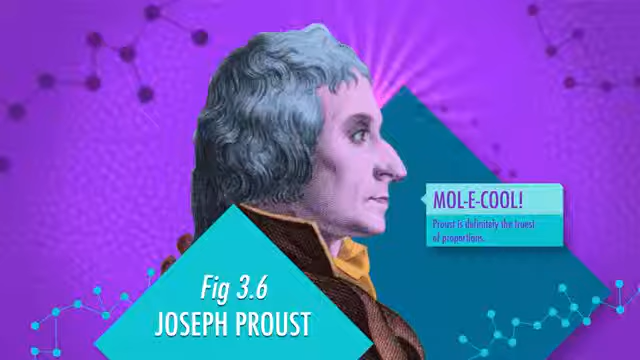 MOL-E-COOL!
Proust is definitely the truest
of proportions.
Fig 3.6
JOSEPH PROUST